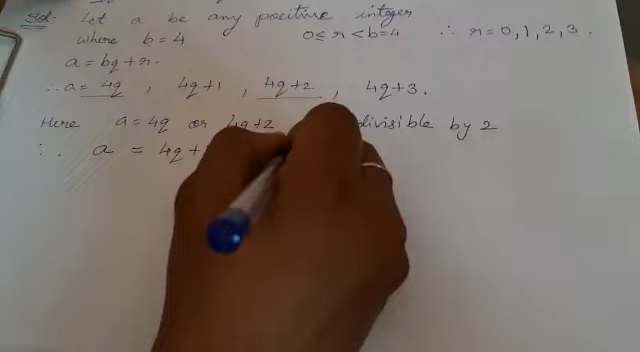 Sol: Let a be any positive integer
where b = 4 0 ≤ r < b = 4 ∴ r = 0, 1, 2, 3.
a = bq + r.
∴ a = 4q , 4q+1 , 4q+2 , 4q+3.
Here a = 4q or 4q+2 divisible by 2
∴ a = 4q+